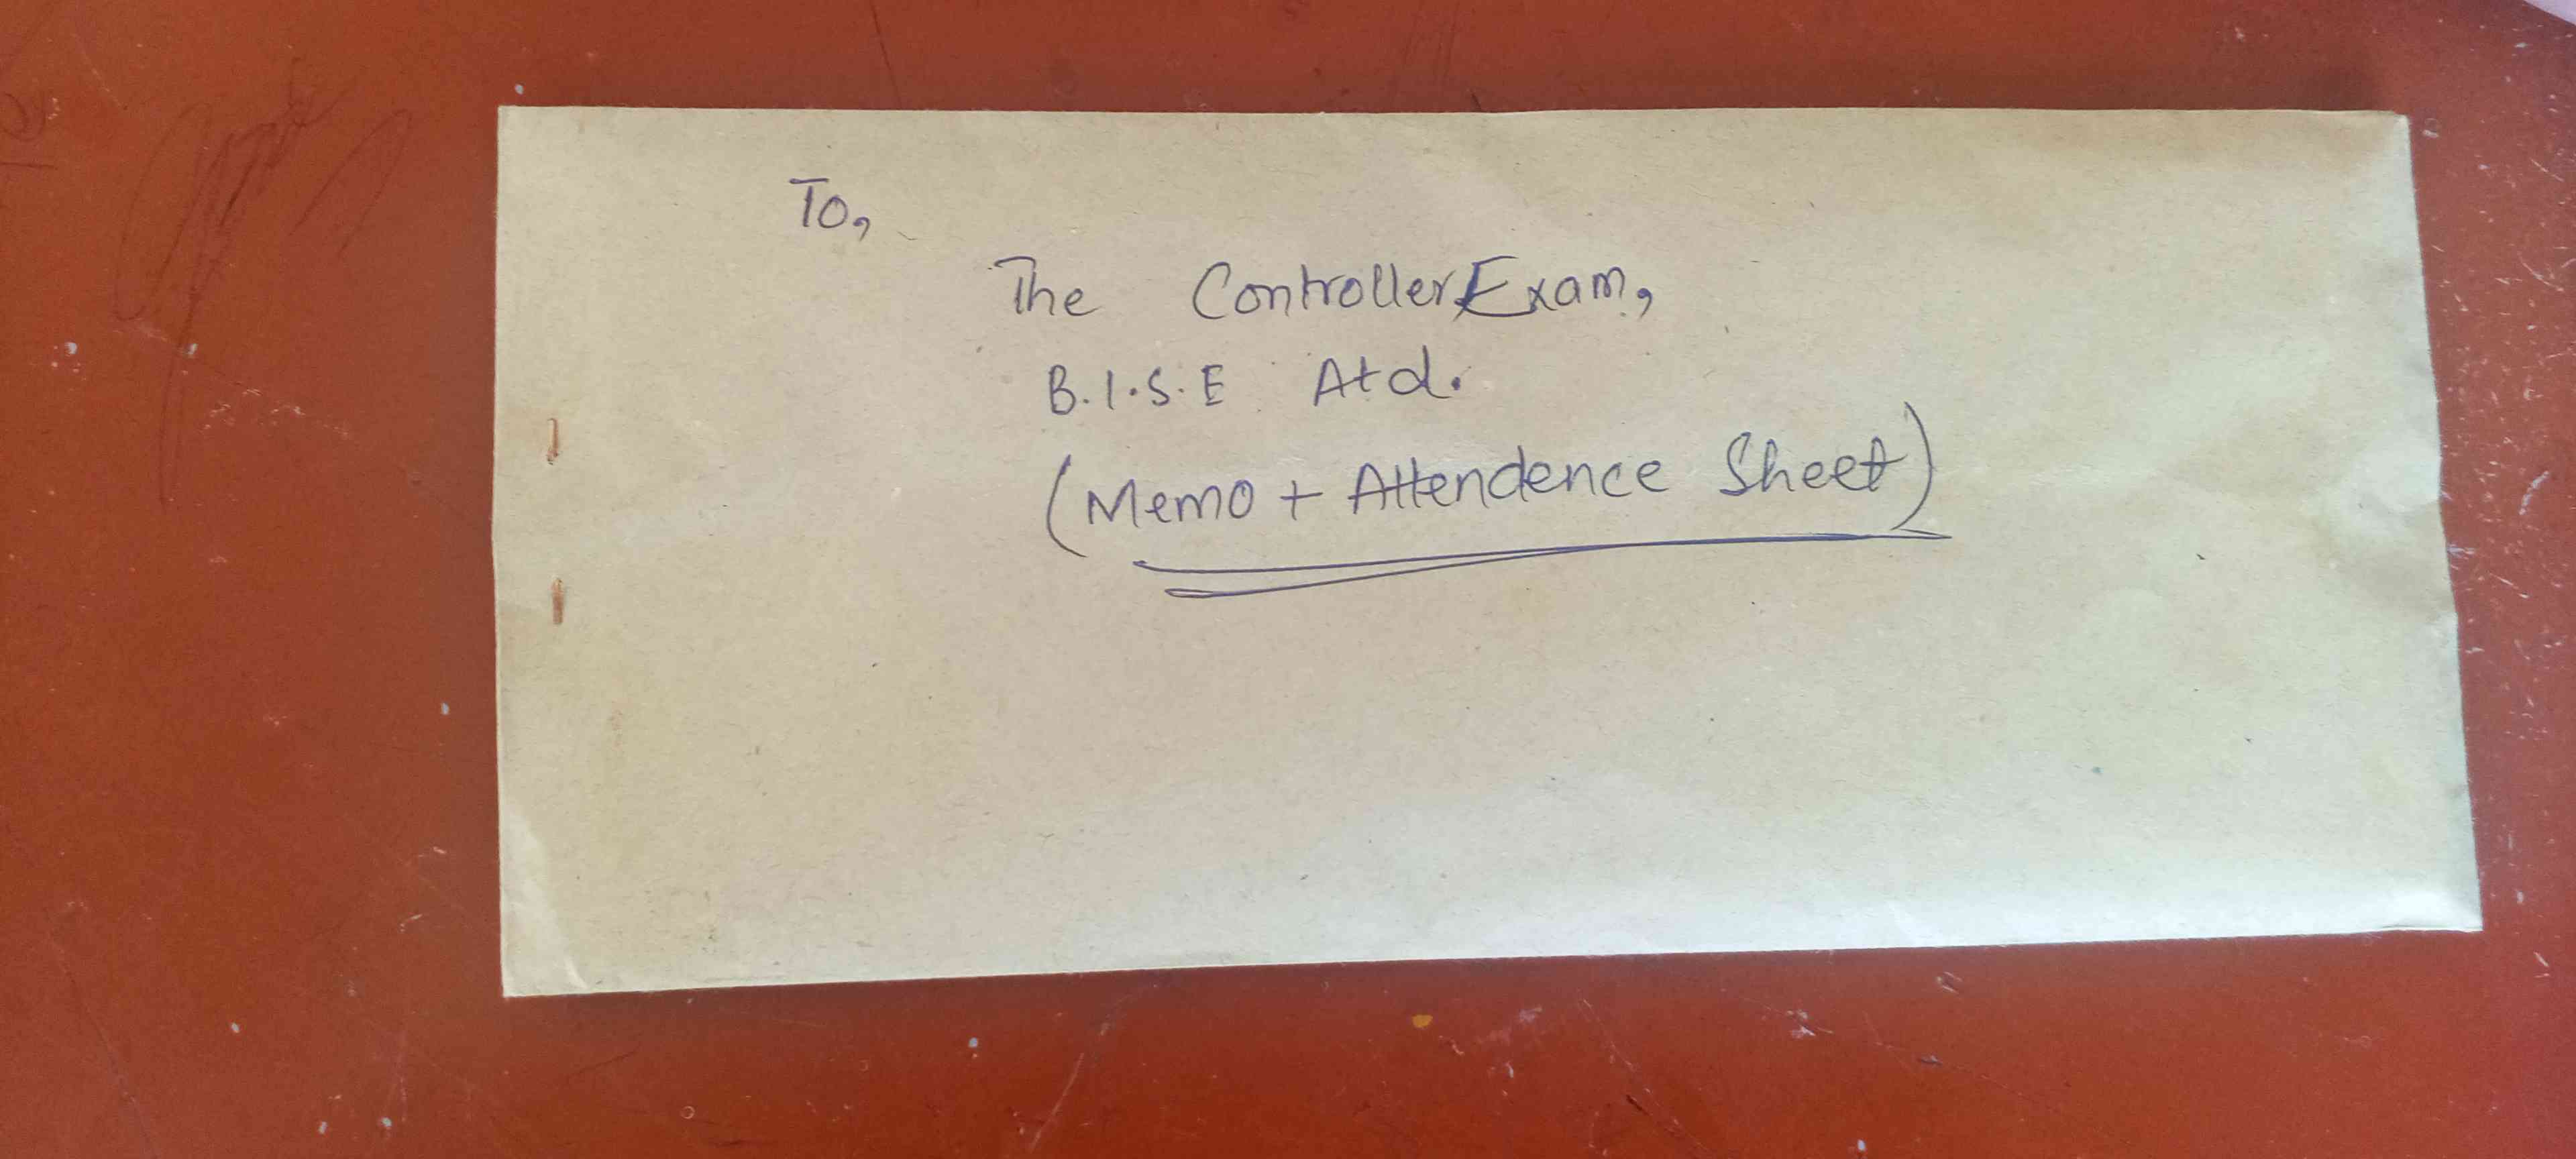 To,
The Controller Exam,
B.I.S.E Atd.
(Memo + Attendence Sheet)